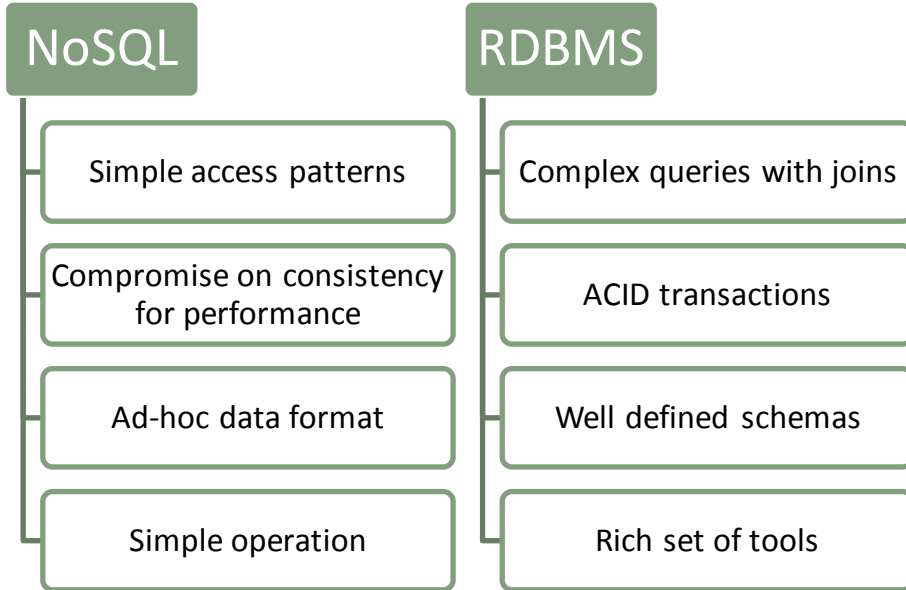 NoSQL
Simple access patterns
Compromise on consistency
for performance
Ad-hoc data format
Simple operation
RDBMS
Complex queries with joins
ACID transactions
Well defined schemas
Rich set of tools